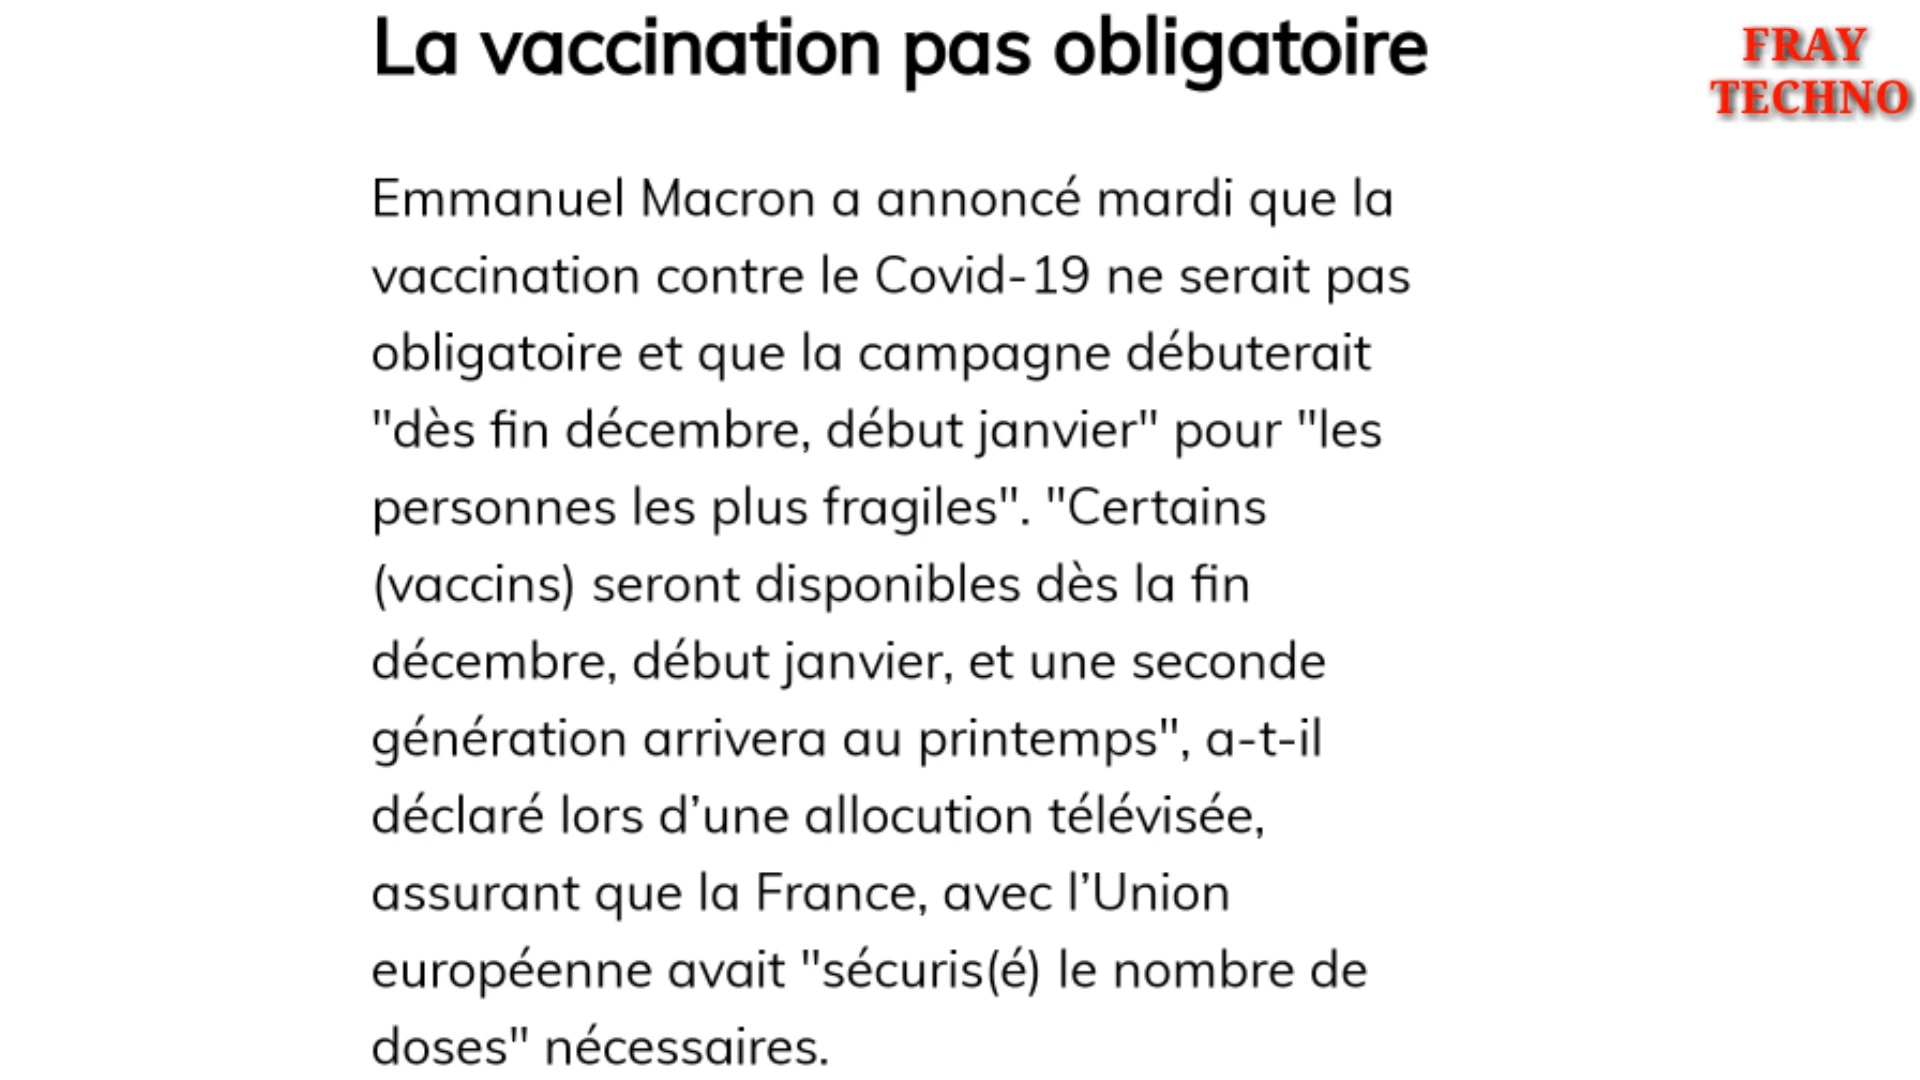 La vaccination pas obligatoire
FRAY
TECHNO
Emmanuel Macron a annoncé mardi que la
vaccination contre le Covid-19 ne serait pas
obligatoire et que la campagne débuterait
"dès fin décembre, début janvier" pour "les
personnes les plus fragiles". "Certains
(vaccins) seront disponibles dès la fin
décembre, début janvier, et une seconde
génération arrivera au printemps", a-t-il
déclaré lors d’une allocution télévisée,
assurant que la France, avec l’Union
européenne avait "sécuris(é) le nombre de
doses" nécessaires.